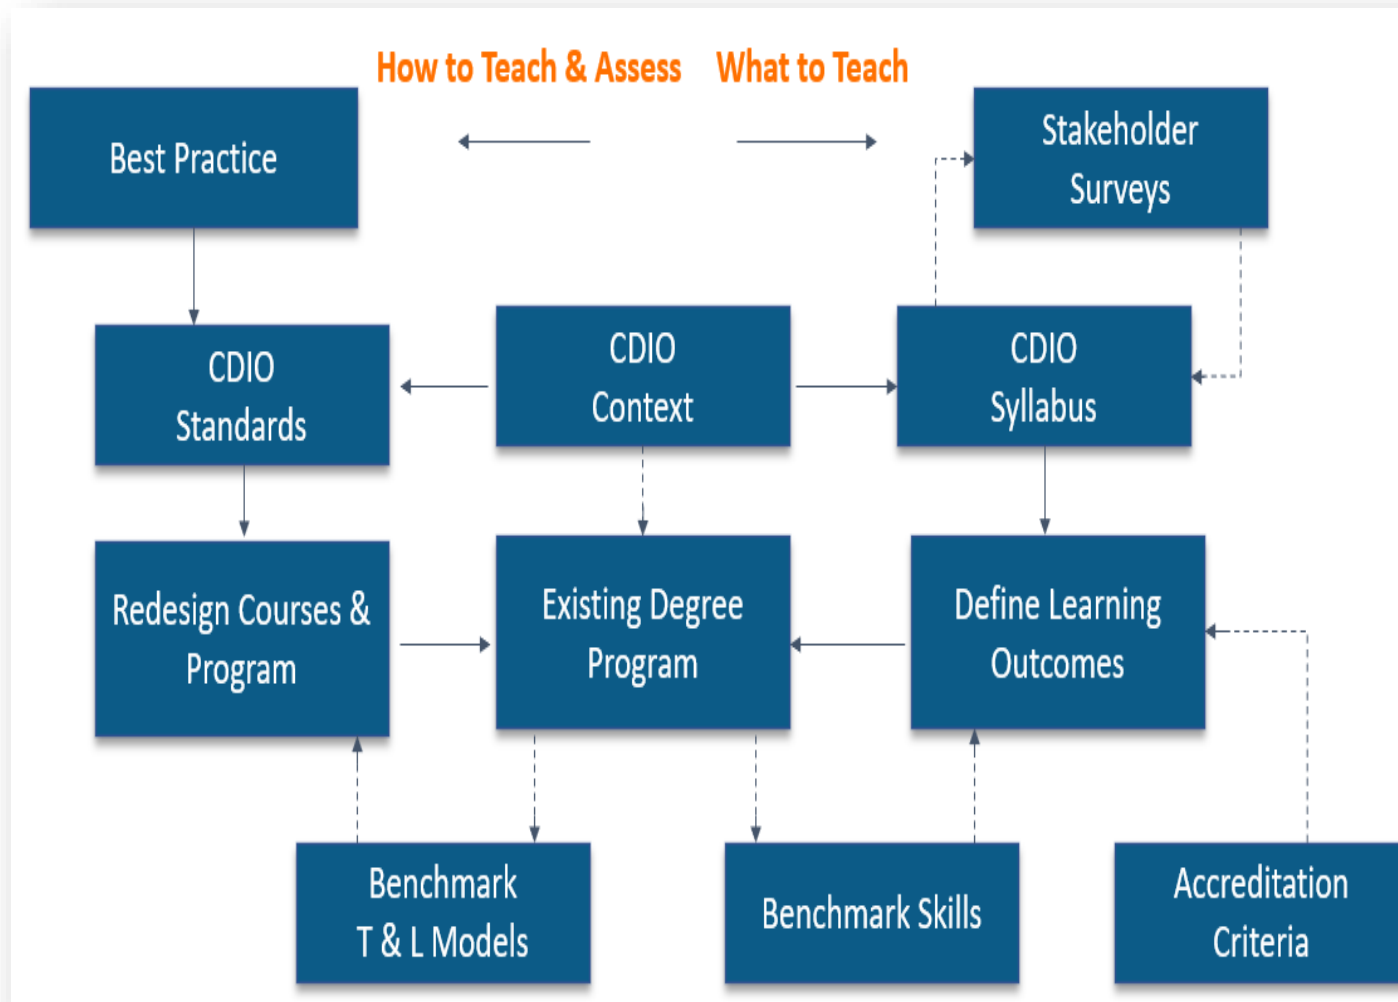 How to Teach & Assess
What to Teach
Best Practice
Stakeholder
Surveys
CDIO
Standards
CDIO
Context
CDIO
Syllabus
Redesign Courses &
Program
Existing Degree
Program
Define Learning
Outcomes
Benchmark
T & L Models
Benchmark Skills
Accreditation
Criteria